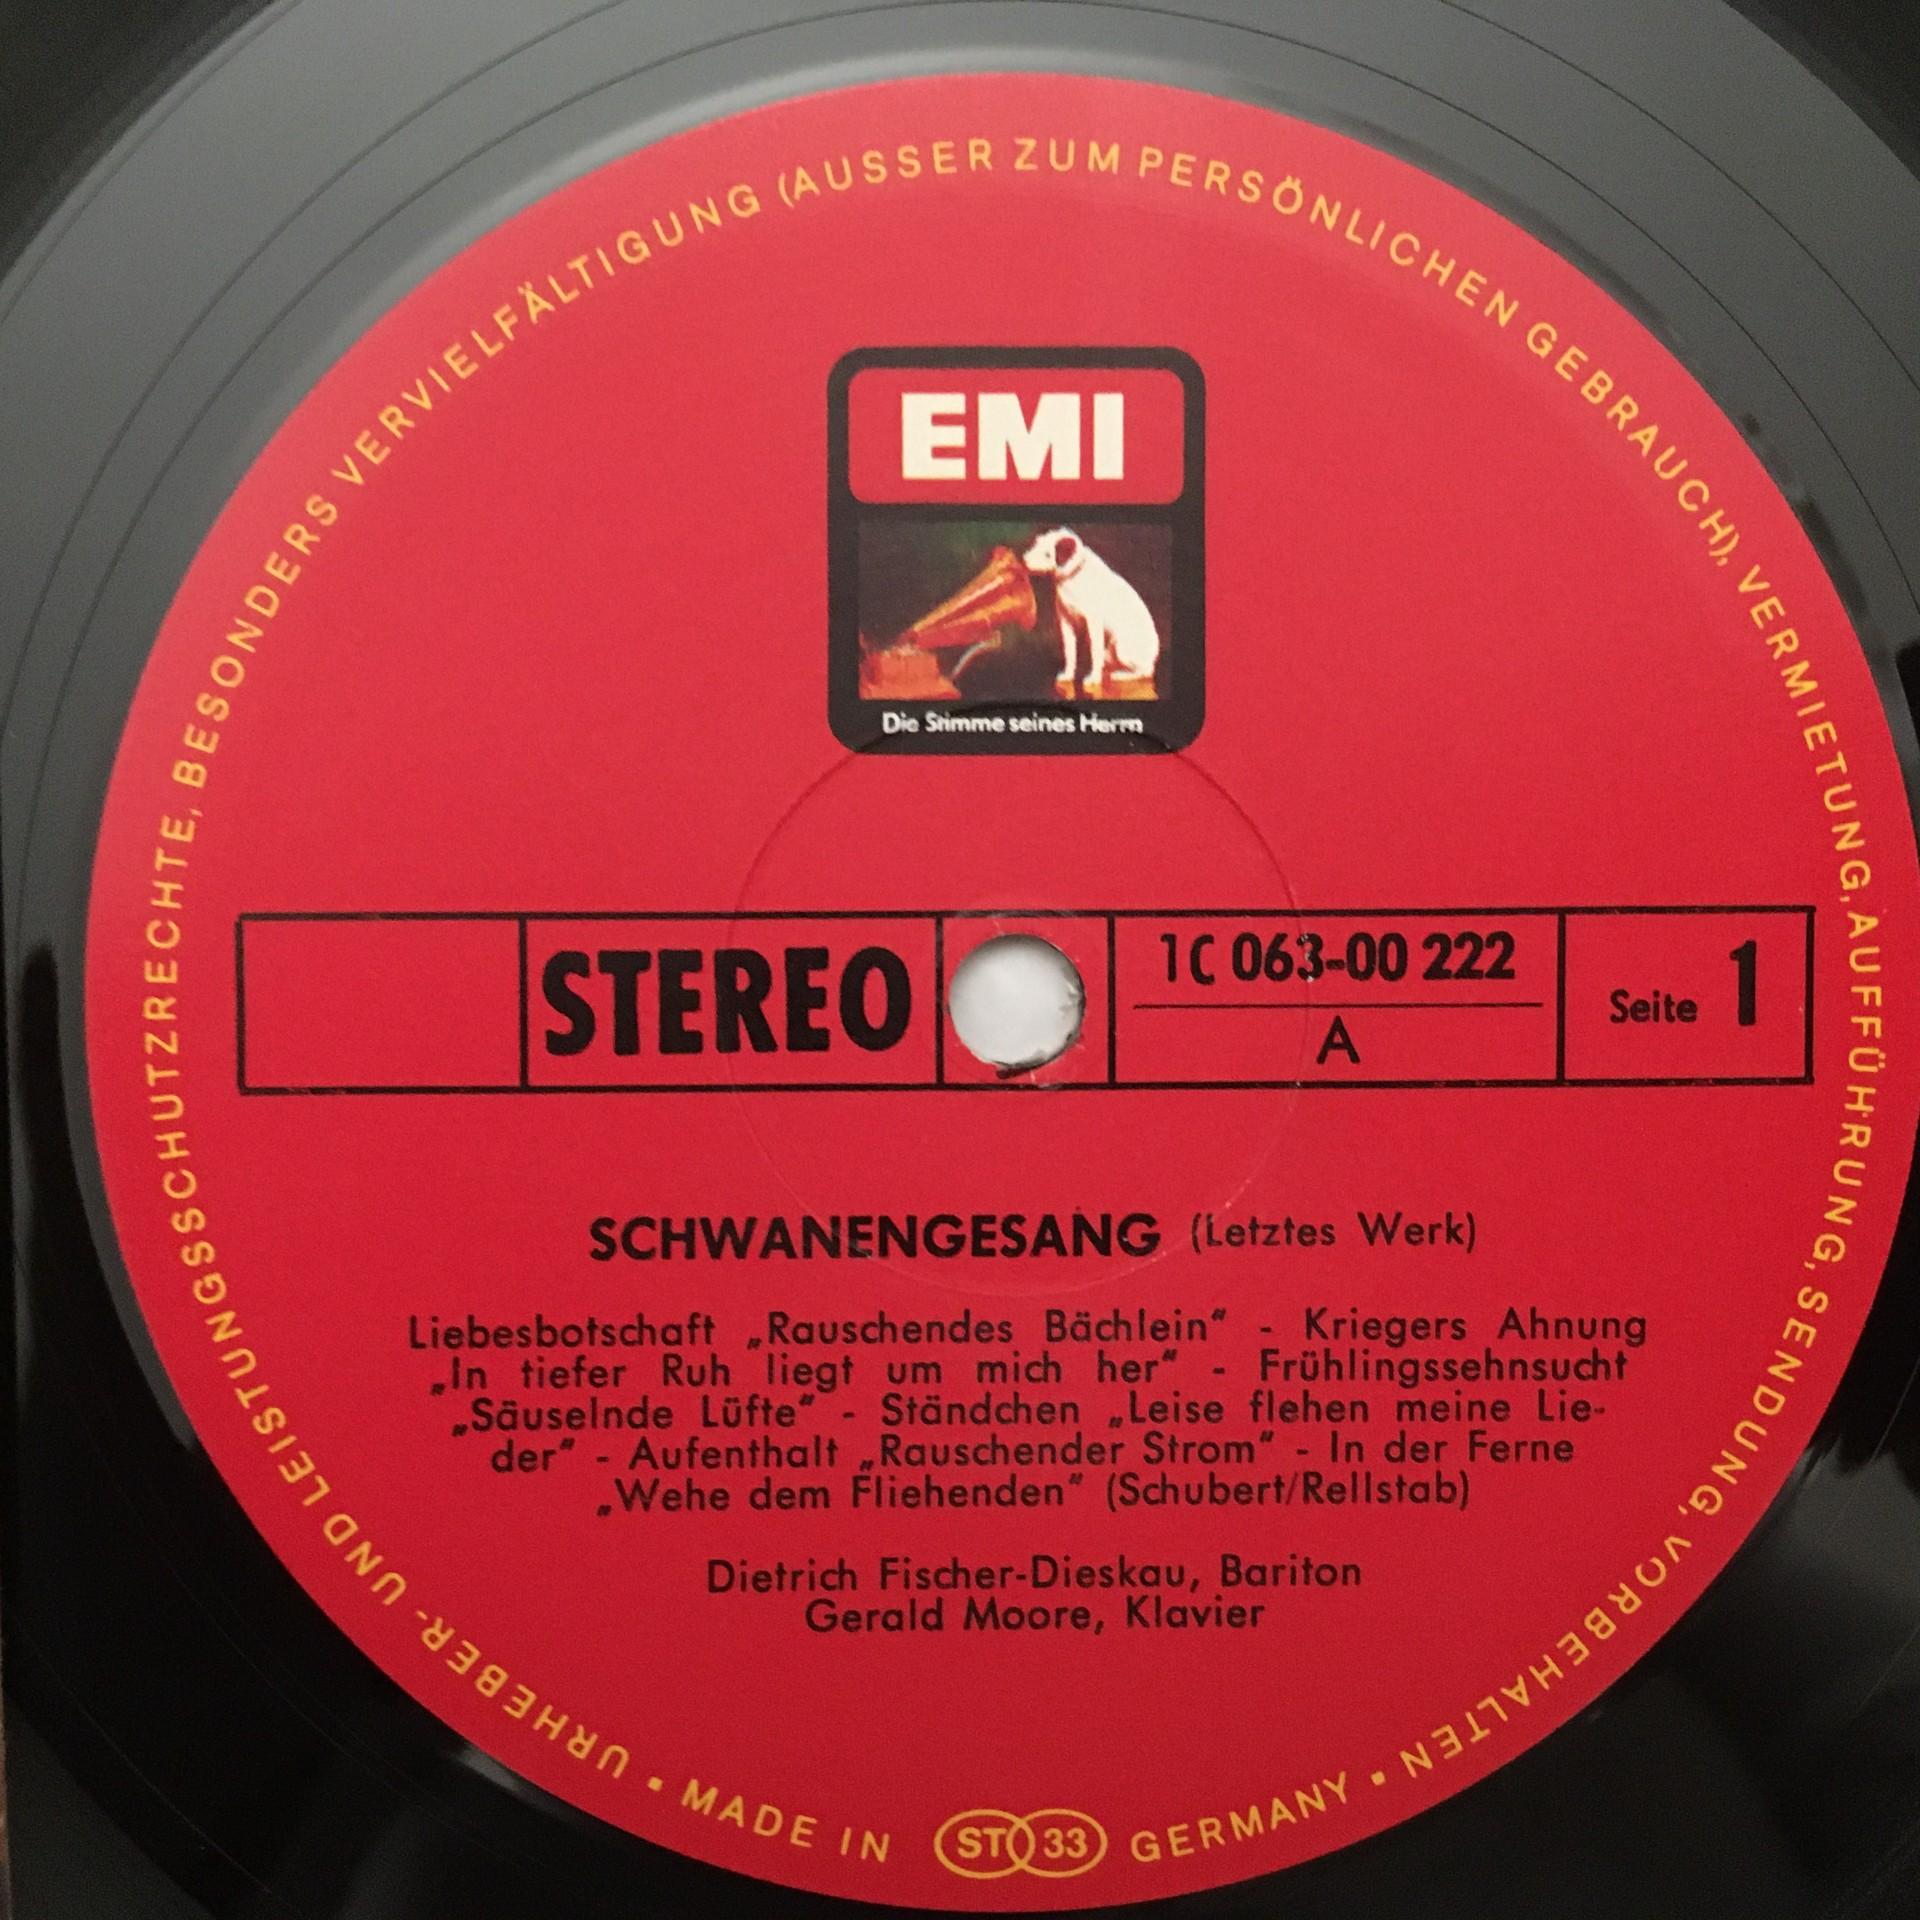 EMI
Die Stimme seines Herrn
STEREO
1C 063-00 222
A
Seite 1
SCHWANENGESANG (Letztes Werk)
Liebesbotschaft „Rauschendes Bächlein“ - Kriegers Ahnung
„In tiefer Ruh liegt um mich her“ - Frühlingssehnsucht
„Säuselnde Lüfte“ - Ständchen „Leise flehen meine Lie-
der“ - Aufenthalt „Rauschender Strom“ - In der Ferne
„Wehe dem Fliehenden“ (Schubert/Rellstab)
Dietrich Fischer-Dieskau, Bariton
Gerald Moore, Klavier
URHEBER- UND LEISTUNGSSCHUTZRECHTE, BESONDERS VERVIELFÄLTIGUNG (AUSSER ZUM PERSÖNLICHEN GEBRAUCH), VERMIETUNG, AUFFÜHRUNG, SENDUNG, VORBEHALTEN •
MADE IN ST 33 GERMANY •